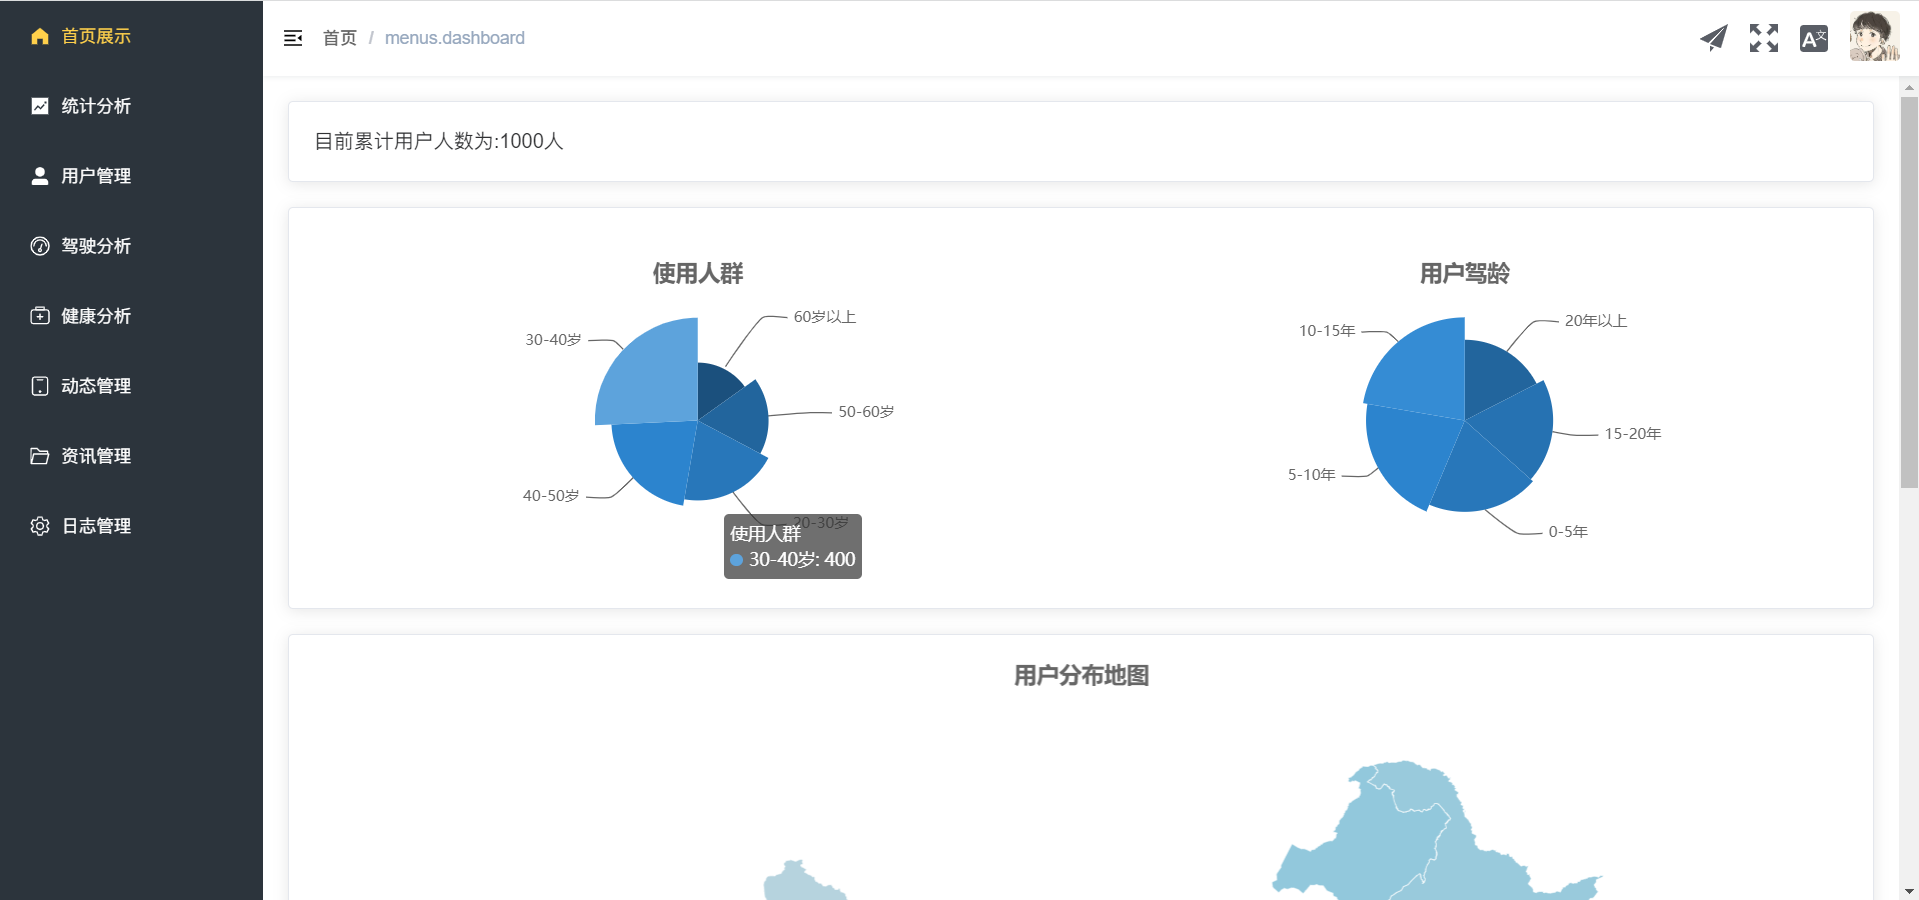 首页展示
统计分析
用户管理
驾驶分析
健康分析
动态管理
资讯管理
日志管理
首页 / menus.dashboard
目前累计用户人数为:1000人
使用人群
60岁以上
30-40岁
50-60岁
40-50岁
20-30岁
使用人群
30-40岁: 400
用户驾龄
20年以上
10-15年
15-20年
5-10年
0-5年
用户分布地图